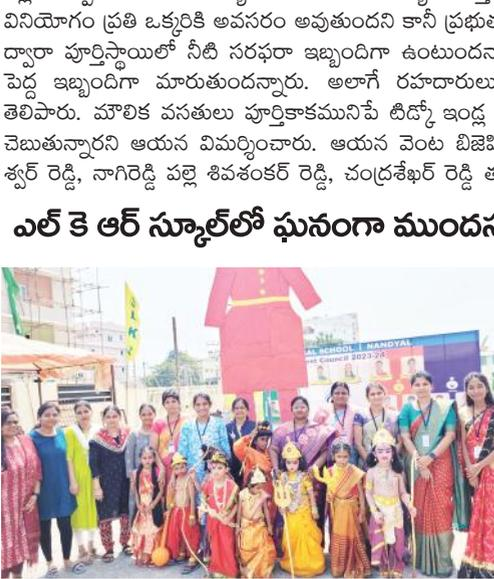 వినియోగం ప్రతి ఒక్కరికి అవసరం అవుతుందని కానీ ప్రభుత
ద్వారా పూర్తిస్థాయిలో నీటి సరఫరా ఇబ్బందిగా ఉంటుందన
పెద్ద ఇబ్బందిగా మారుతుందన్నారు. అలాగే రహదారులు
తెలిపారు. మౌలిక వసతులు పూర్తికాకమునిపే టిడ్కో ఇండ్ల
చెబుతున్నారని ఆయన విమర్శించారు. ఆయన వెంట బిజెపి
శ్వర్ రెడ్డి, నాగిరెడ్డి పల్లె శివశంకర్ రెడ్డి, చంద్రశేఖర్ రెడ్డి త
ఎల్ కె ఆర్ స్కూల్‌లో ఘనంగా ముందస
SCHOOL | NANDYAL
Council 2023-24